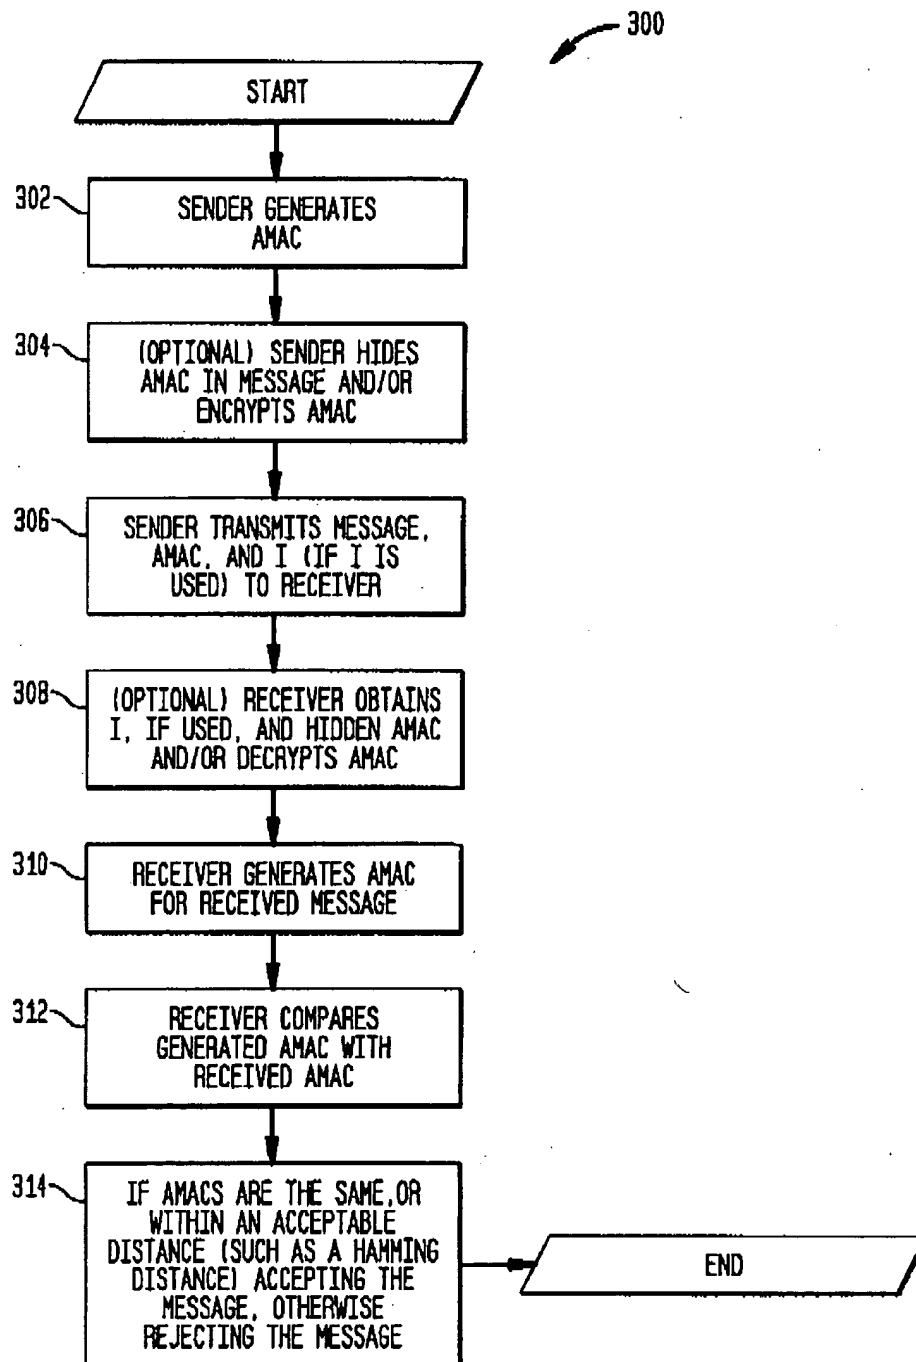 300
START
302
SENDER GENERATES
AMAC
304
(OPTIONAL) SENDER HIDES
AMAC IN MESSAGE AND/OR
ENCRYPTS AMAC
306
SENDER TRANSMITS MESSAGE,
AMAC, AND I (IF I IS
USED) TO RECEIVER
308
(OPTIONAL) RECEIVER OBTAINS
I, IF USED, AND HIDDEN AMAC
AND/OR DECRYPTS AMAC
310
RECEIVER GENERATES AMAC
FOR RECEIVED MESSAGE
312
RECEIVER COMPARES
GENERATED AMAC WITH
RECEIVED AMAC
314
IF AMACS ARE THE SAME,OR
WITHIN AN ACCEPTABLE
DISTANCE (SUCH AS A HAMMING
DISTANCE) ACCEPTING THE
MESSAGE, OTHERWISE
REJECTING THE MESSAGE
END